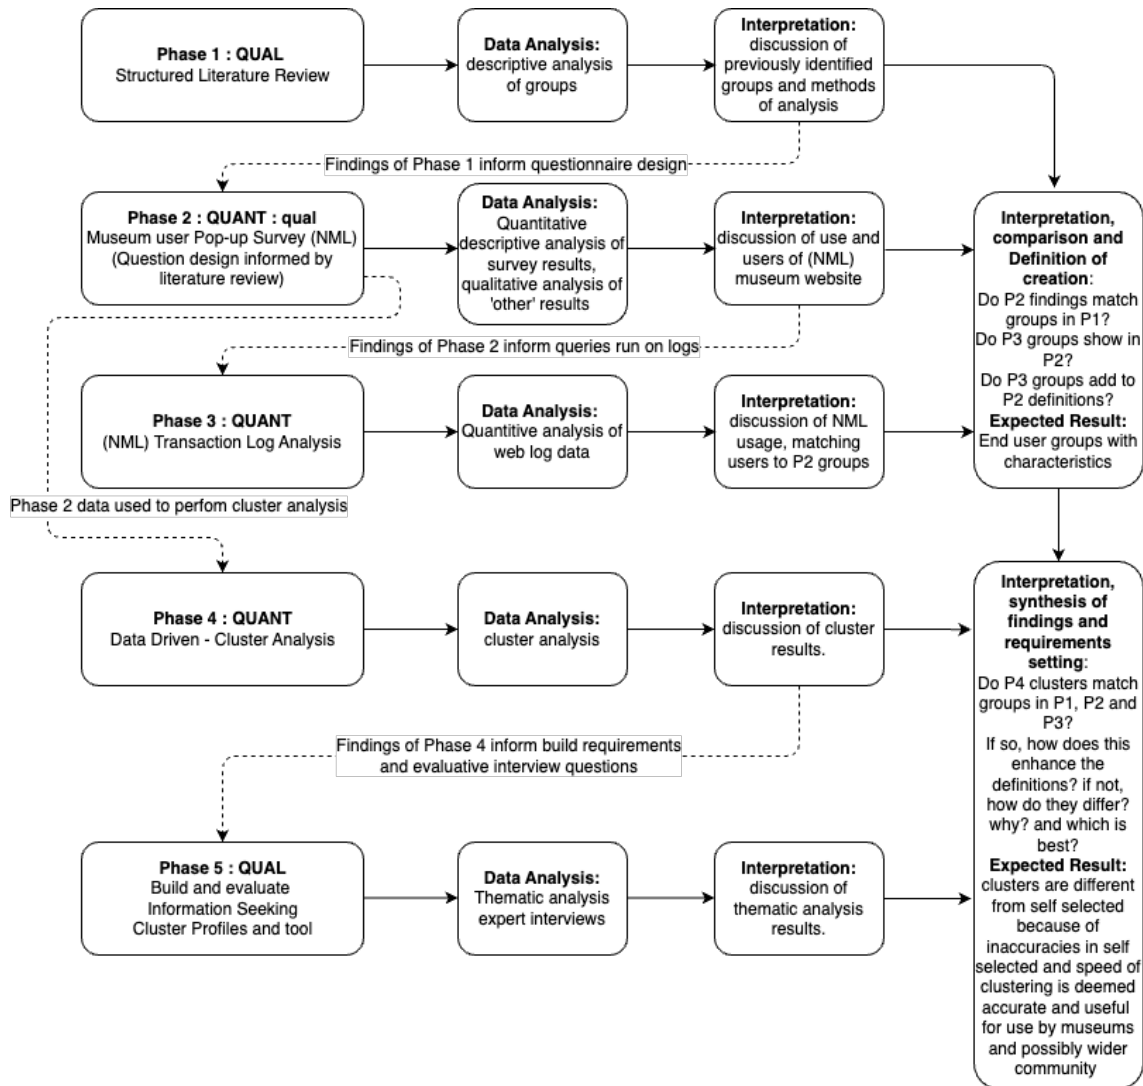 Phase 1 : QUAL
Structured Literature Review
Data Analysis:
descriptive analysis
of groups
Interpretation:
discussion of
previously identified
groups and methods
of analysis
Findings of Phase 1 inform questionnaire design
Phase 2 : QUANT : qual
Museum user Pop-up Survey (NML)
(Question design informed by
literature review)
Data Analysis:
Quantitative
descriptive analysis of
survey results,
qualitative analysis of
'other' results
Interpretation:
discussion of use and
users of (NML)
museum website
Interpretation,
comparison and
Definition of
creation:
Do P2 findings match
groups in P1?
Do P3 groups show in
P2?
Do P3 groups add to
P2 definitions?
Expected Result:
End user groups with
characteristics
Findings of Phase 2 inform queries run on logs
Phase 3 : QUANT
(NML) Transaction Log Analysis
Data Analysis:
Quantitive analysis of
web log data
Interpretation:
discussion of NML
usage, matching
users to P2 groups
Phase 2 data used to perfom cluster analysis
Phase 4 : QUANT
Data Driven - Cluster Analysis
Data Analysis:
cluster analysis
Interpretation:
discussion of cluster
results.
Interpretation,
synthesis of
findings and
requirements
setting:
Do P4 clusters match
groups in P1, P2 and
P3?
If so, how does this
enhance the
definitions? if not,
how do they differ?
why? and which is
best?
Expected Result:
clusters are different
from self selected
because of
inaccuracies in self
selected and speed of
clustering is deemed
accurate and useful
for use by museums
and possibly wider
community
Findings of Phase 4 inform build requirements
and evaluative interview questions
Phase 5 : QUAL
Build and evaluate
Information Seeking
Cluster Profiles and tool
Data Analysis:
Thematic analysis
expert interviews
Interpretation:
discussion of
thematic analysis
results.